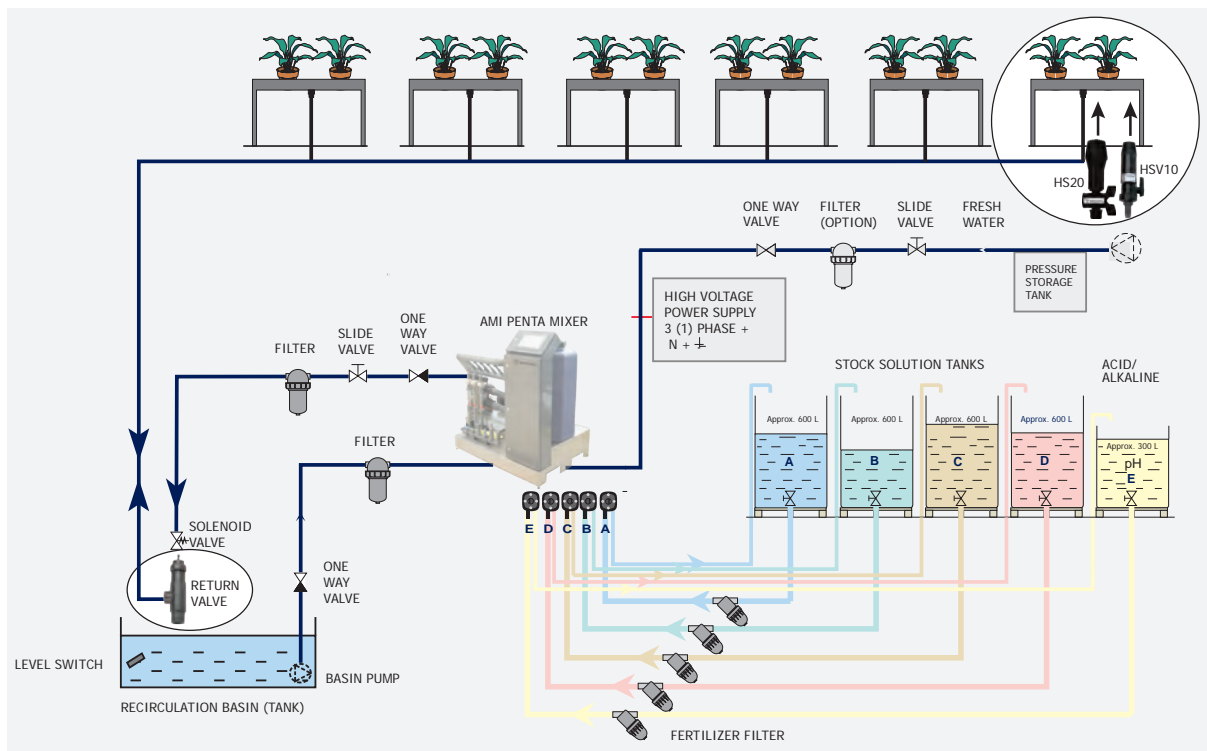 HS20
HSV10
ONE WAY
VALVE
FILTER
(OPTION)
SLIDE
VALVE
FRESH
WATER
PRESSURE
STORAGE
TANK
HIGH VOLTAGE
POWER SUPPLY
3 (1) PHASE +
N +
AMI PENTA MIXER
ONE
WAY
VALVE
SLIDE
VALVE
FILTER
STOCK SOLUTION TANKS
ACID/
ALKALINE
Approx. 600 L
A
Approx. 600 L
B
Approx. 600 L
C
Approx. 600 L
D
Approx. 300 L
pH
E
FILTER
E D C B A
SOLENOID
VALVE
RETURN
VALVE
ONE
WAY
VALVE
LEVEL SWITCH
BASIN PUMP
RECIRCULATION BASIN (TANK)
FERTILIZER FILTER